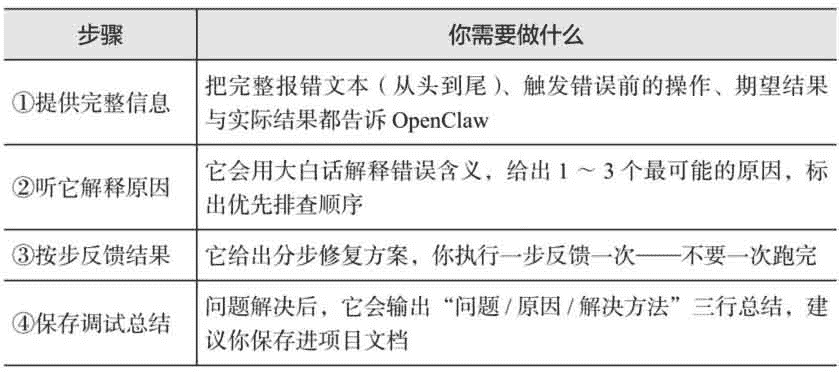 步骤 你需要做什么
①提供完整信息 把完整报错文本（从头到尾）、触发错误前的操作、期望结果
与实际结果都告诉 OpenClaw
②听它解释原因 它会用大白话解释错误含义，给出 1 ～ 3 个最可能的原因，标
出优先排查顺序
③按步反馈结果 它给出分步修复方案，你执行一步反馈一次——不要一次跑完
④保存调试总结 问题解决后，它会输出“问题 / 原因 / 解决方法”三行总结，建
议你保存进项目文档